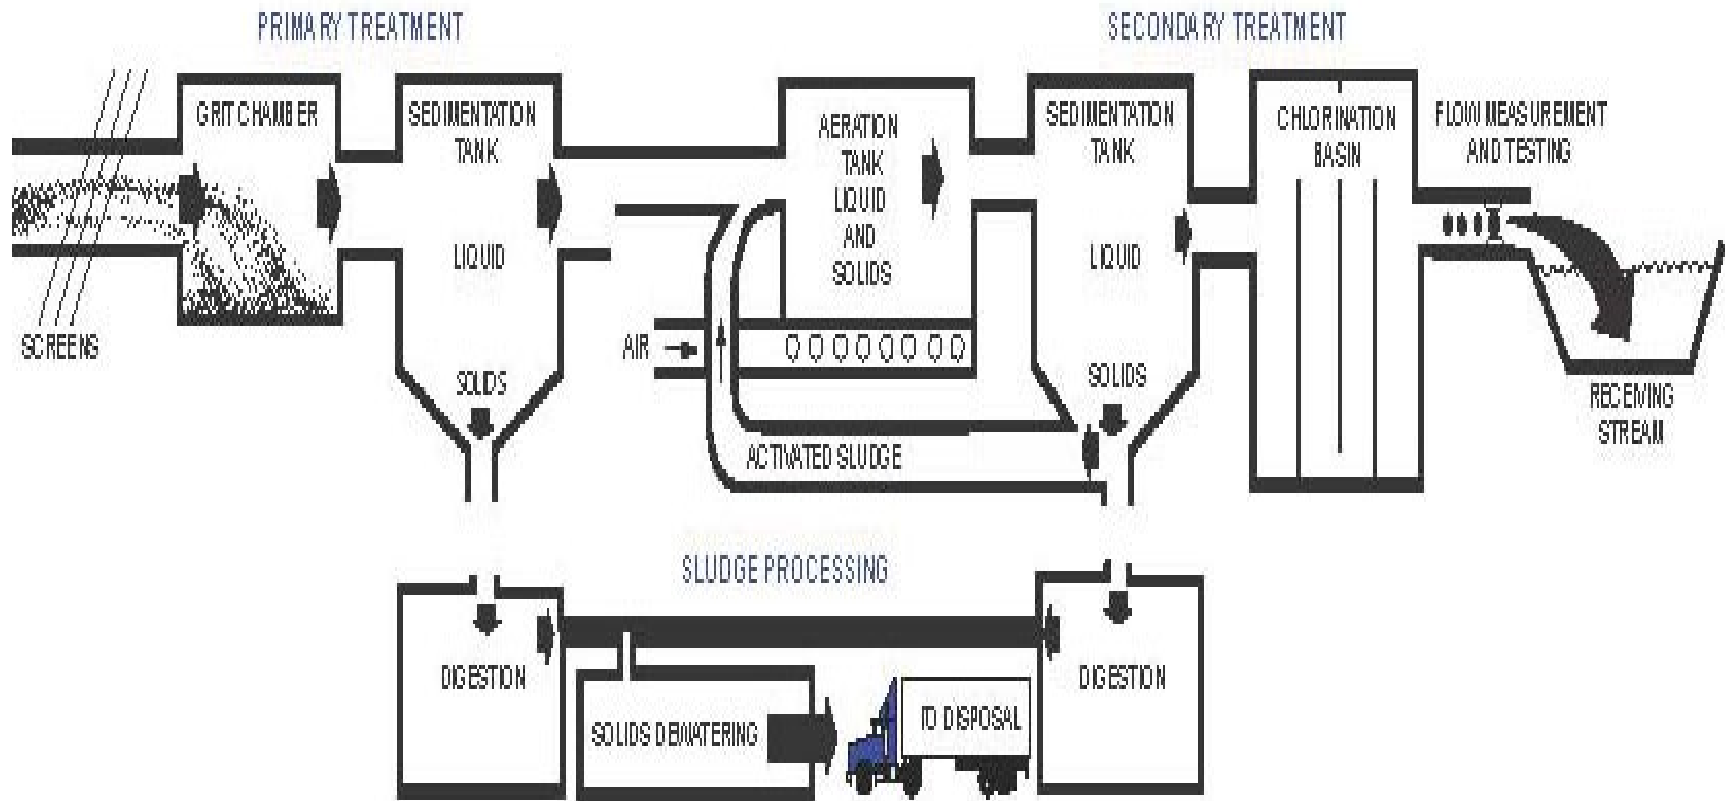 PRIMARY TREATMENT
SECONDARY TREATMENT
GRIT CHAMBER
SEDIMENTATION
TANK
LIQUID
SOLIDS
SCREENS
AERATION
TANK
LIQUID
AND
SOLIDS
AIR
ACTIVATED SLUDGE
SEDIMENTATION
TANK
LIQUID
SOLIDS
CHLORINATION
BASIN
FLOW MEASUREMENT
AND TESTING
RECEIVING
STREAM
SLUDGE PROCESSING
DIGESTION
SOLIDS DEWATERING
TO DISPOSAL
DIGESTION